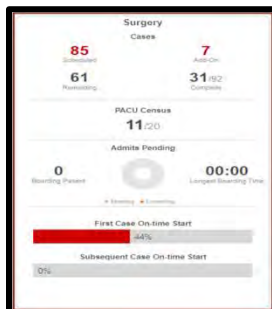 Surgery
Cases
85 7
Scheduled Add-On
61 31/92
Remaining Complete
PACU Census
11/20
Admits Pending
0 00:00
Boarding Patient Longest Boarding Time
First Case On-time Start
44%
Subsequent Case On-time Start
0%